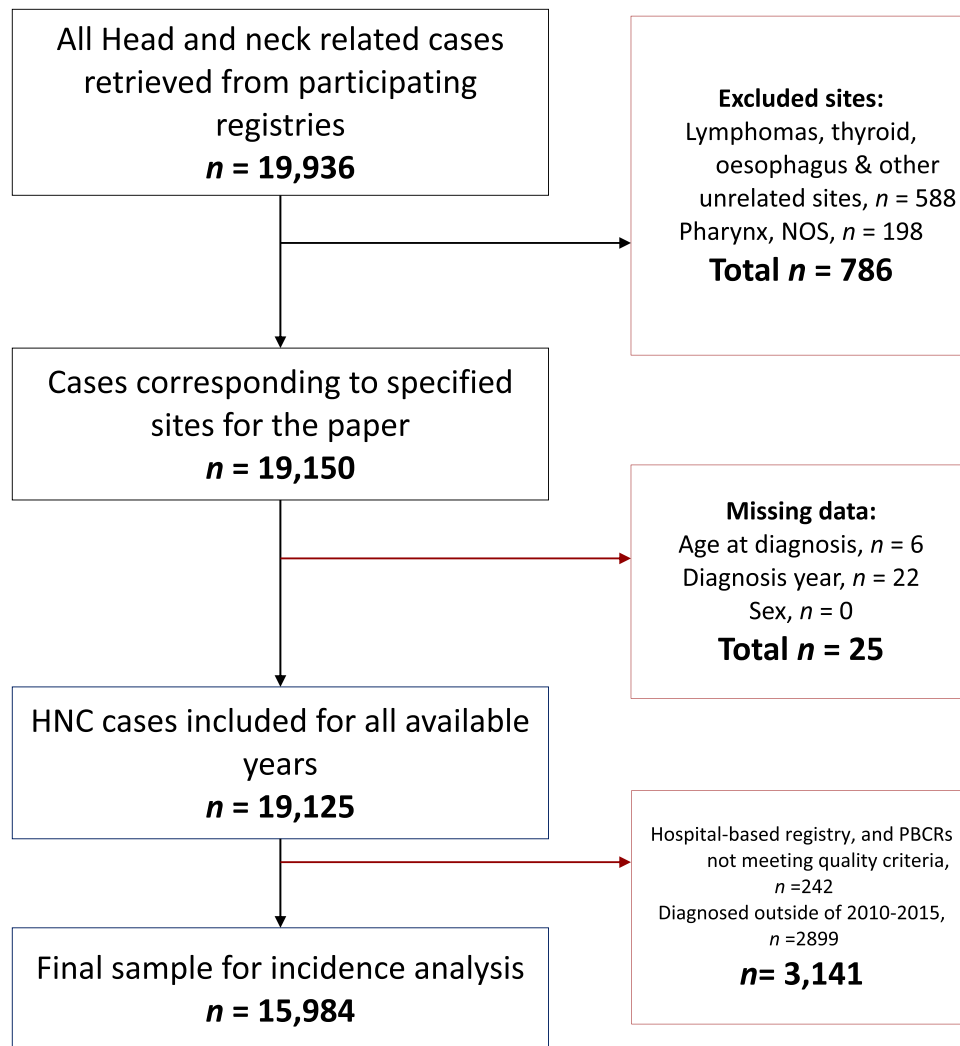 All Head and neck related cases
retrieved from participating
registries
n = 19,936
Excluded sites:
Lymphomas, thyroid,
oesophagus & other
unrelated sites, n = 588
Pharynx, NOS, n = 198
Total n = 786
Cases corresponding to specified
sites for the paper
n = 19,150
Missing data:
Age at diagnosis, n = 6
Diagnosis year, n = 22
Sex, n = 0
Total n = 25
HNC cases included for all available
years
n = 19,125
Hospital-based registry, and PBCRs
not meeting quality criteria,
n =242
Diagnosed outside of 2010-2015,
n =2899
n= 3,141
Final sample for incidence analysis
n = 15,984